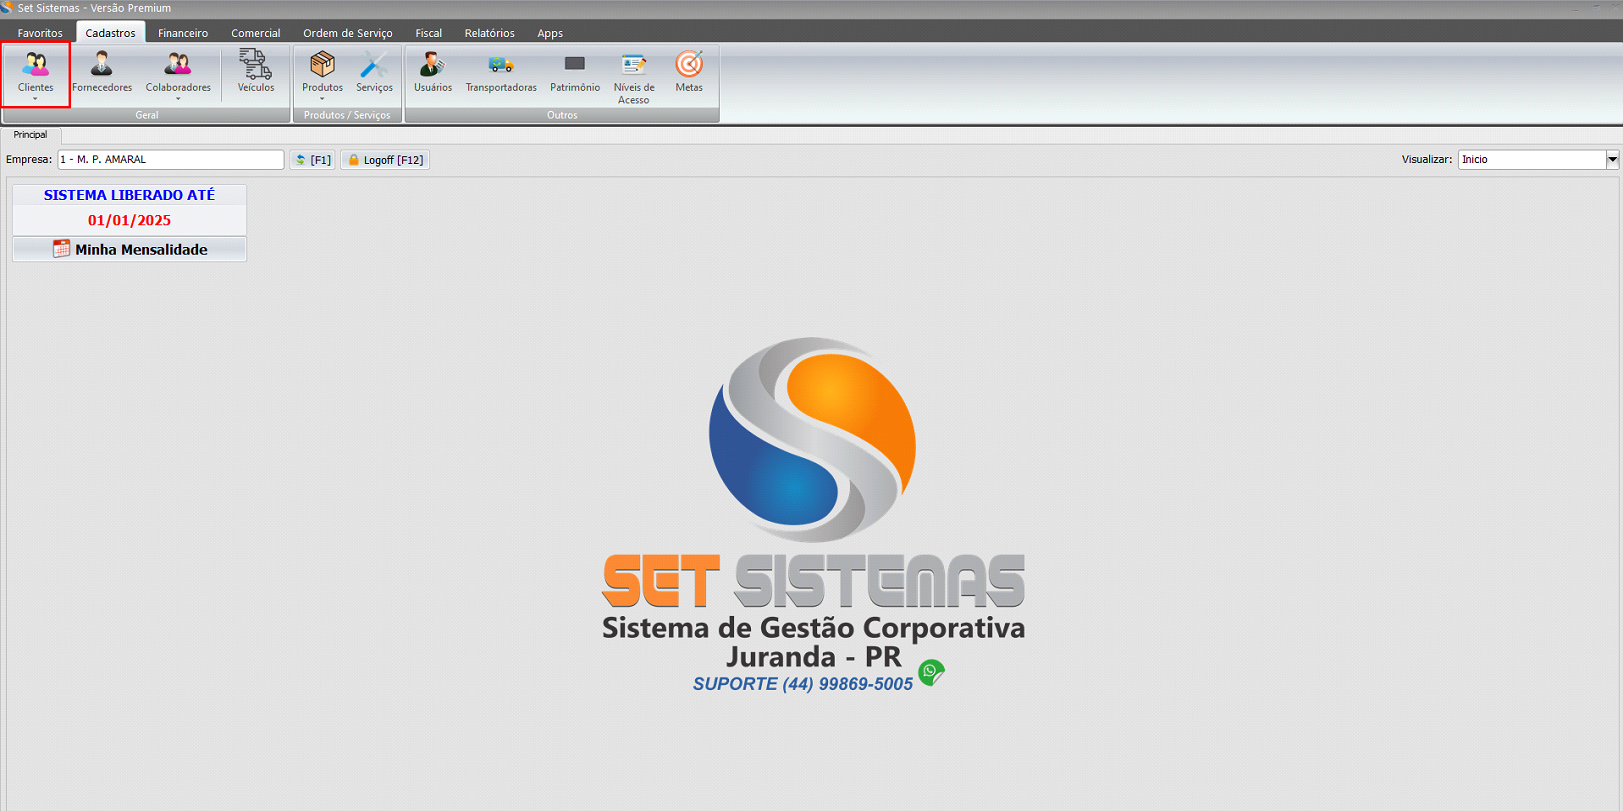 Set Sistemas - Versão Premium
Favoritos Cadastros Financeiro Comercial Ordem de Serviço Fiscal Relatórios Apps
Clientes Fornecedores Colaboradores Veículos Produtos Serviços Usuários Transportadoras Patrimônio Níveis de Acesso Metas
Geral Produtos / Serviços Outros
Principal
Empresa: 1 - M. P. AMARAL [F1] Logoff [F12] Visualizar: Inicio
SISTEMA LIBERADO ATÉ
01/01/2025
Minha Mensalidade
SET SISTEMAS
Sistema de Gestão Corporativa
Juranda - PR
SUPORTE (44) 99869-5005